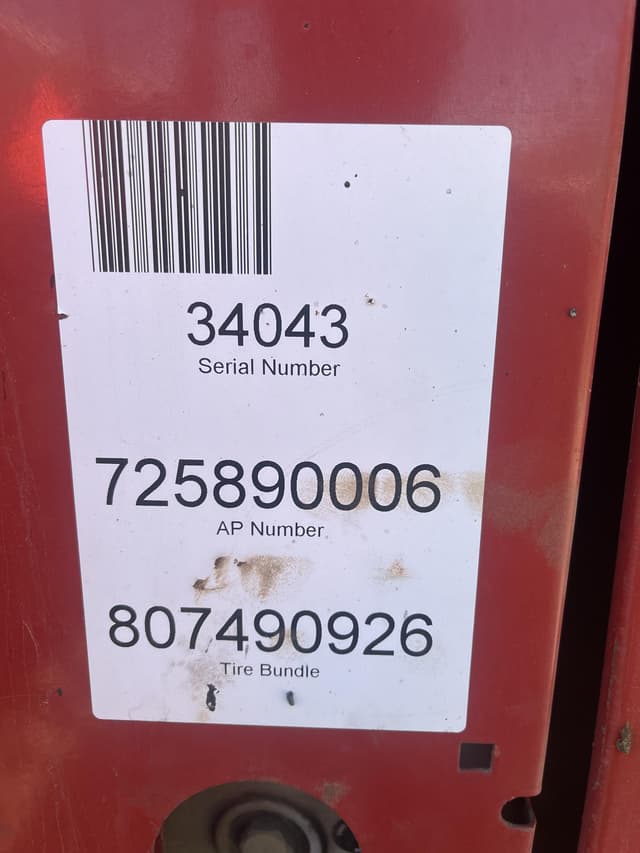 34043
Serial Number
725890006
AP Number
807490926
Tire Bundle